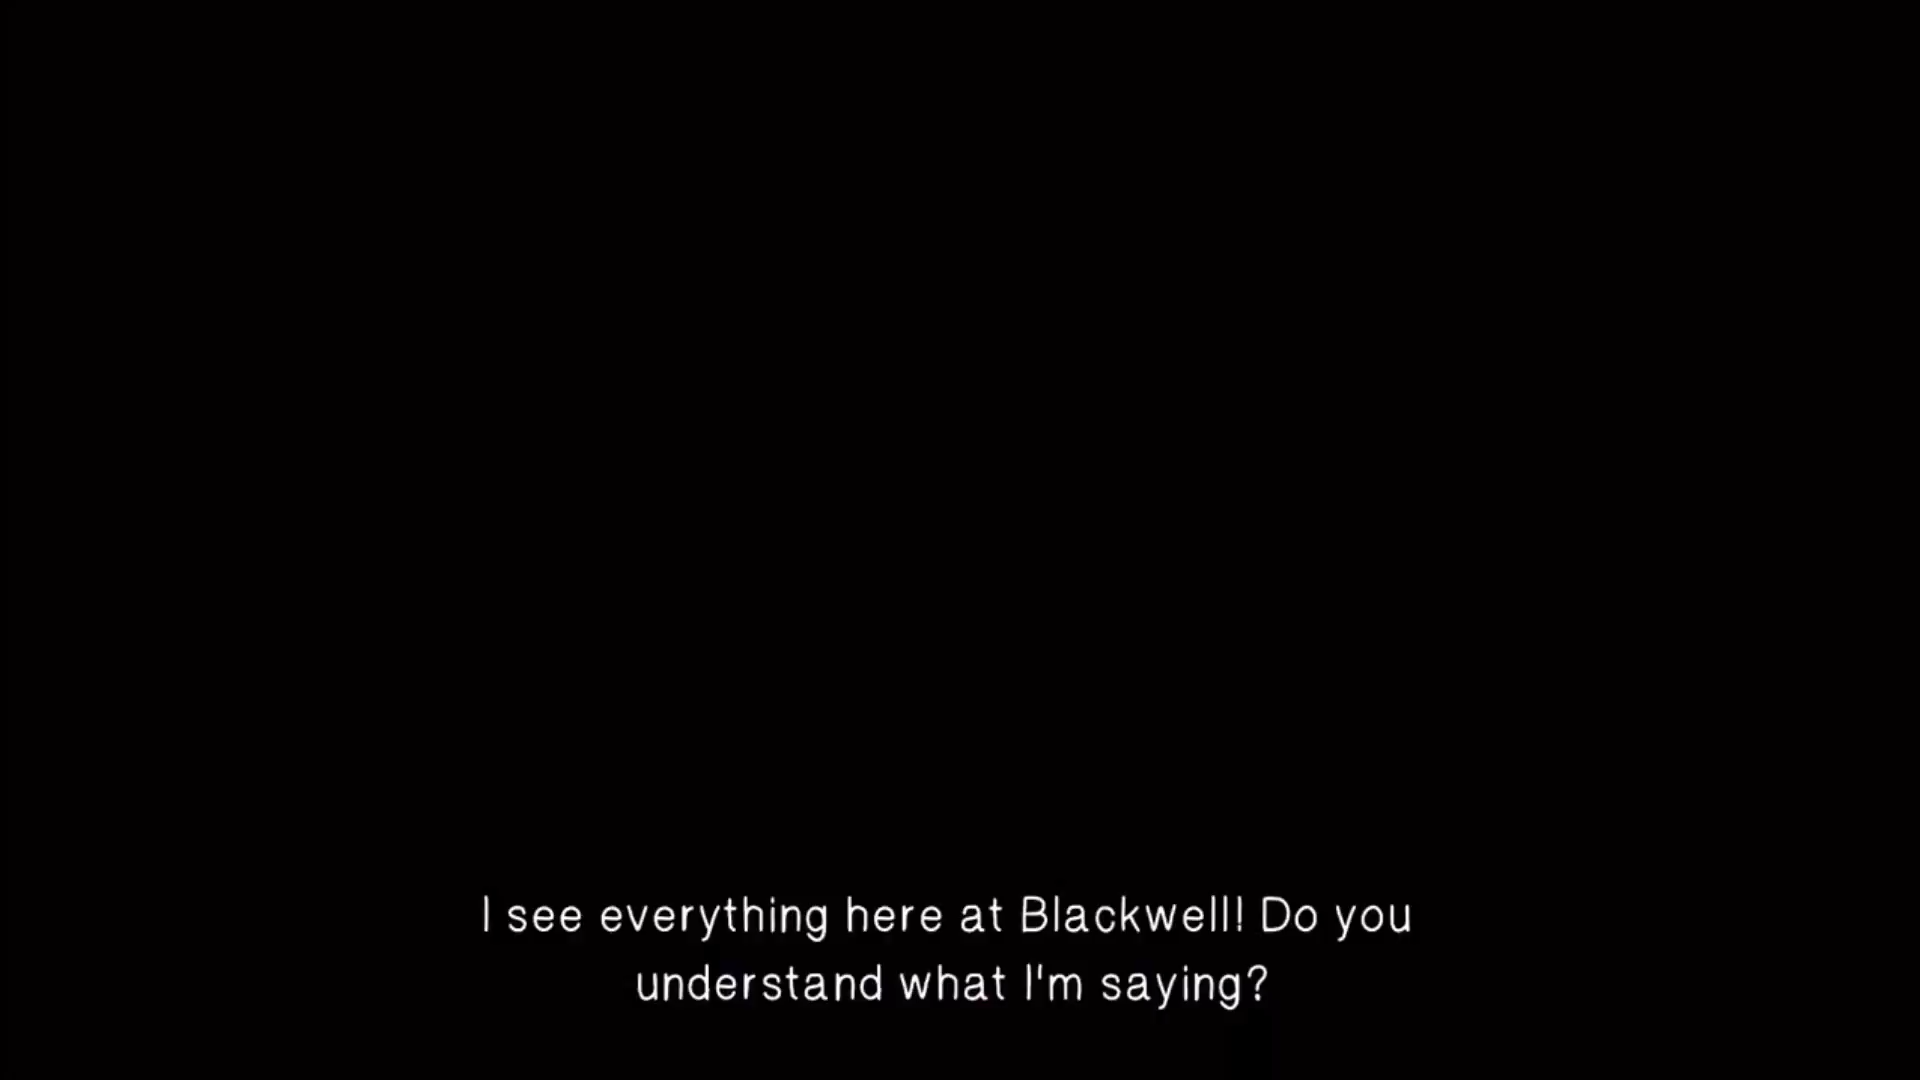 I see everything here at Blackwell! Do you
understand what I'm saying?